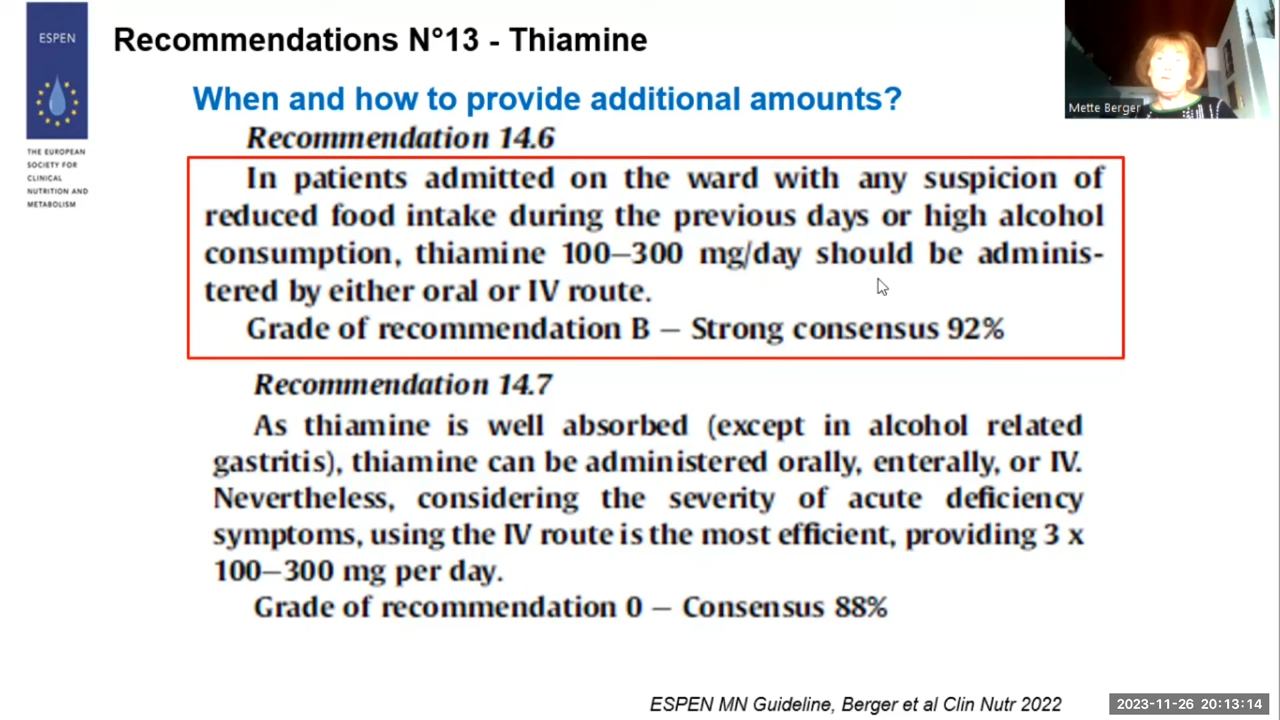 ESPEN
THE EUROPEAN
SOCIETY FOR
CLINICAL
NUTRITION AND
METABOLISM
Recommendations N°13 - Thiamine
Mette Berger
When and how to provide additional amounts?
Recommendation 14.6
In patients admitted on the ward with any suspicion of
reduced food intake during the previous days or high alcohol
consumption, thiamine 100–300 mg/day should be adminis-
tered by either oral or IV route.
Grade of recommendation B – Strong consensus 92%
Recommendation 14.7
As thiamine is well absorbed (except in alcohol related
gastritis), thiamine can be administered orally, enterally, or IV.
Nevertheless, considering the severity of acute deficiency
symptoms, using the IV route is the most efficient, providing 3 x
100–300 mg per day.
Grade of recommendation 0 – Consensus 88%
ESPEN MN Guideline, Berger et al Clin Nutr 2022
2023-11-26 20:13:14